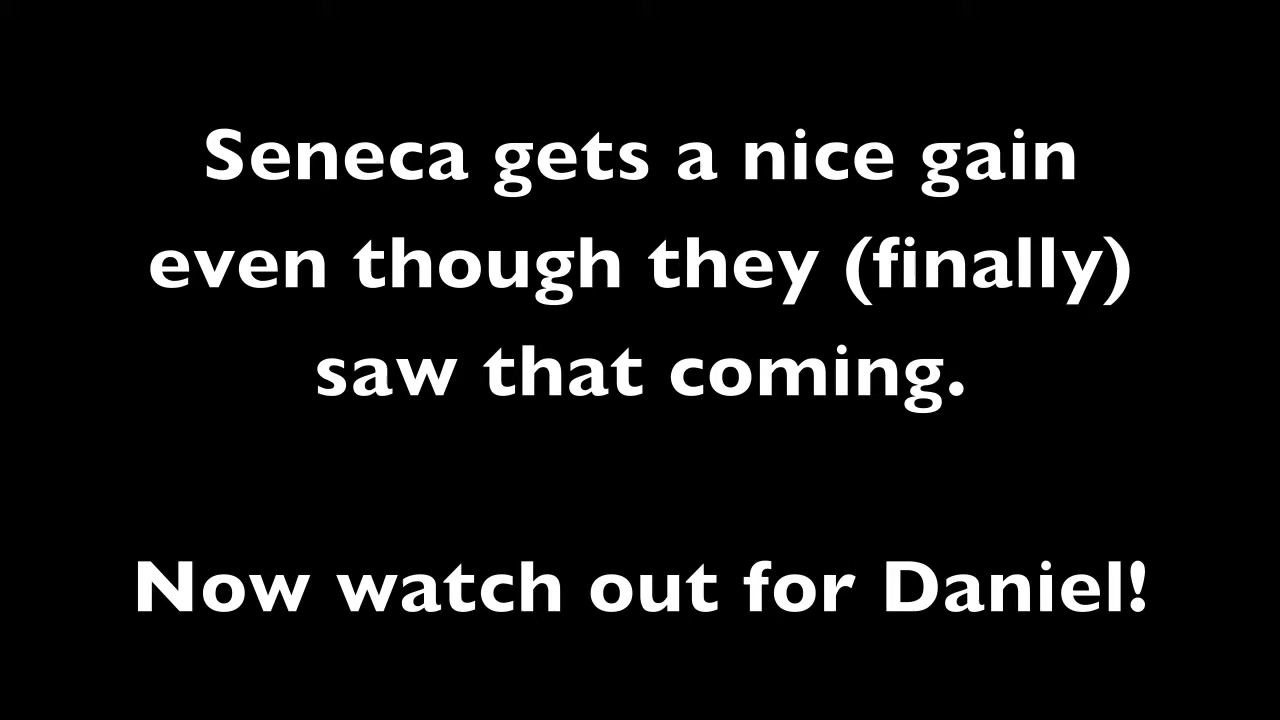 Seneca gets a nice gain
even though they (finally)
saw that coming.
Now watch out for Daniel!